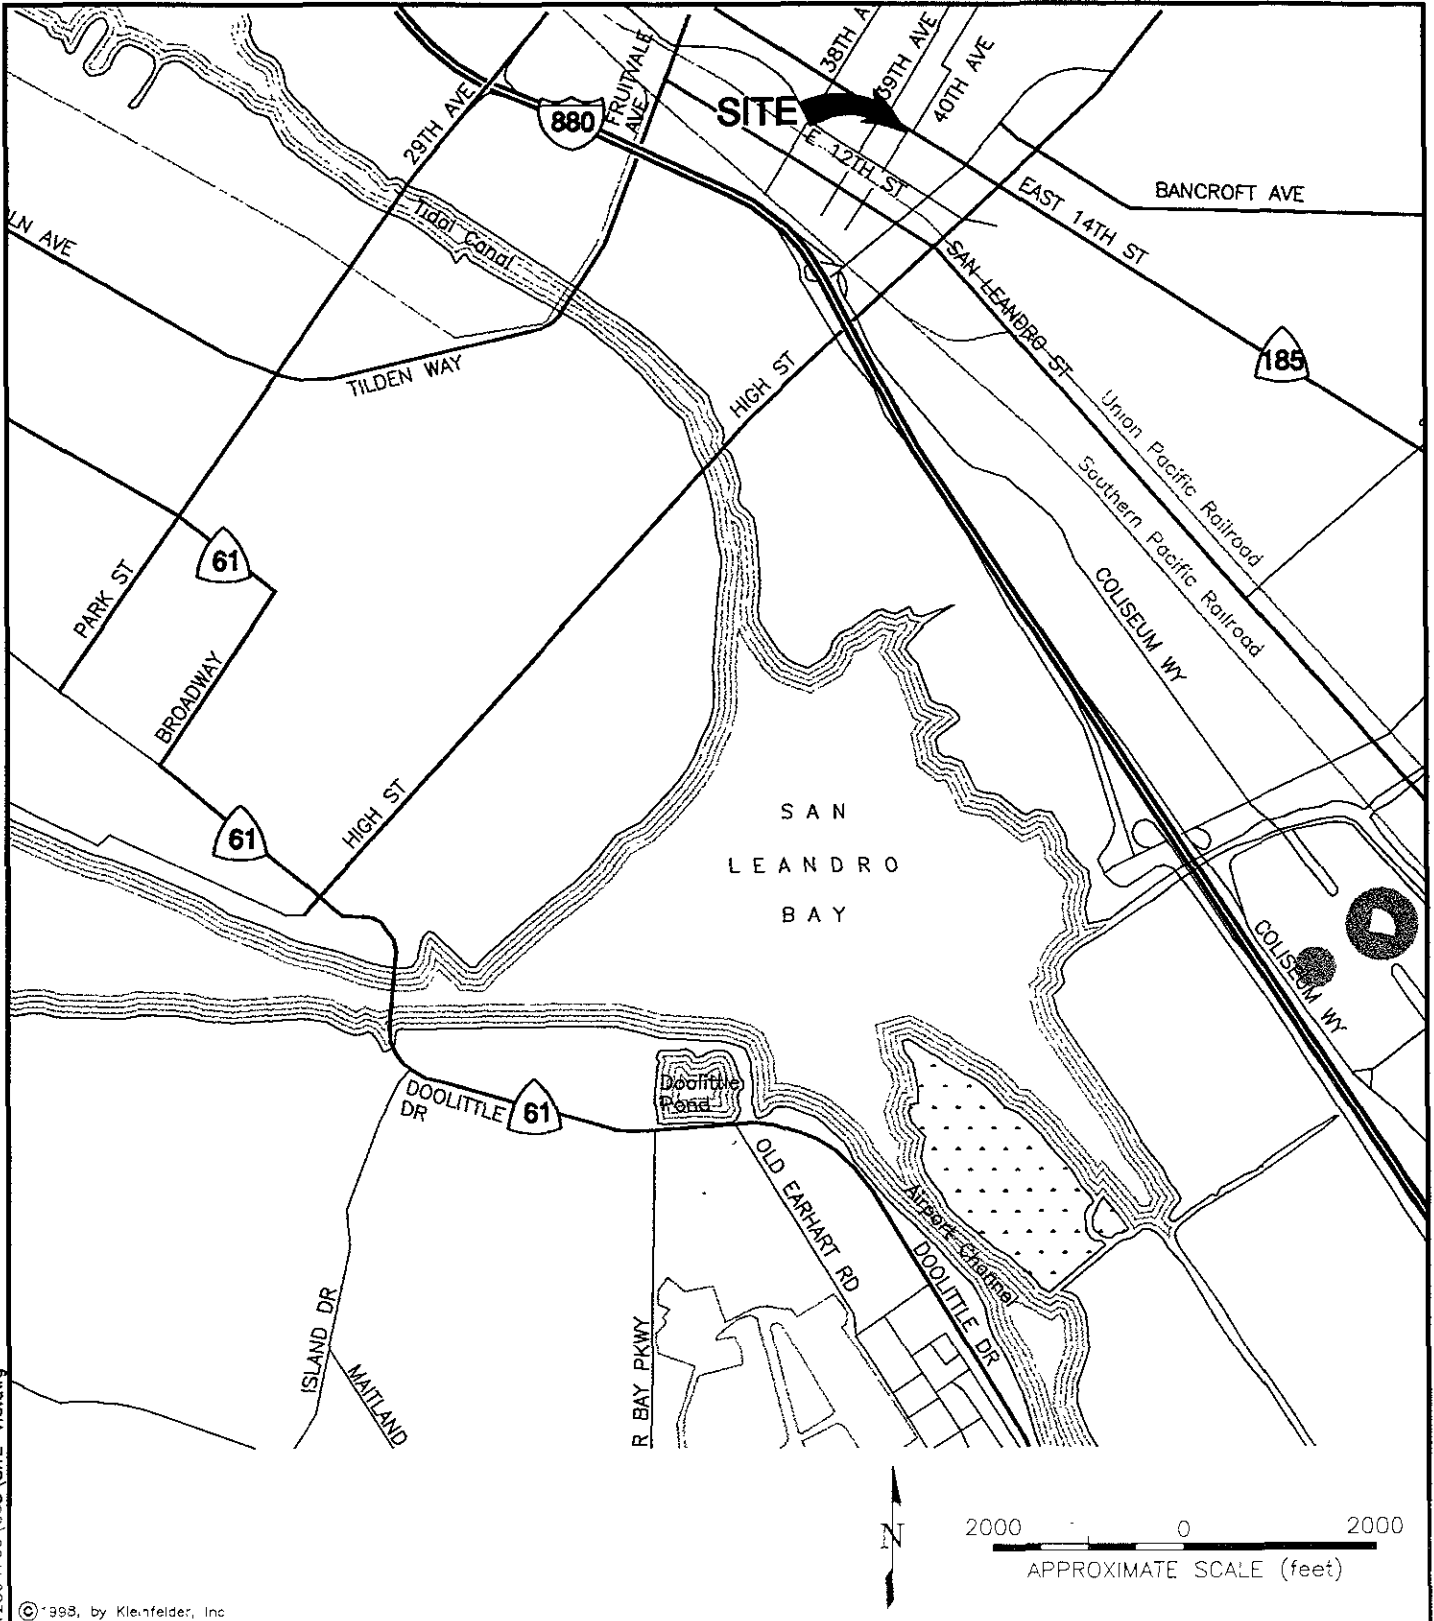 38TH A
39TH AVE
40TH AVE
FRUITVALE
AVE
29TH AVE
880
SITE
E 12TH ST
BANCROFT AVE
EAST 14TH ST
LN AVE
Tidal Canal
SAN LEANDRO ST
185
TILDEN WAY
HIGH ST
Union Pacific Railroad
Southern Pacific Railroad
61
PARK ST
COLISEUM WY
BROADWAY
HIGH ST
61
SAN
LEANDRO
BAY
COLISEUM WY
DOOLITTLE
DR
61
Doolittle
Pond
OLD EARHART RD
Airport Channel
DOOLITTLE DR
ISLAND DR
MAITLAND
R BAY PKWY
N
2000 0 2000
APPROXIMATE SCALE (feet)
by Kleinfelder, Inc